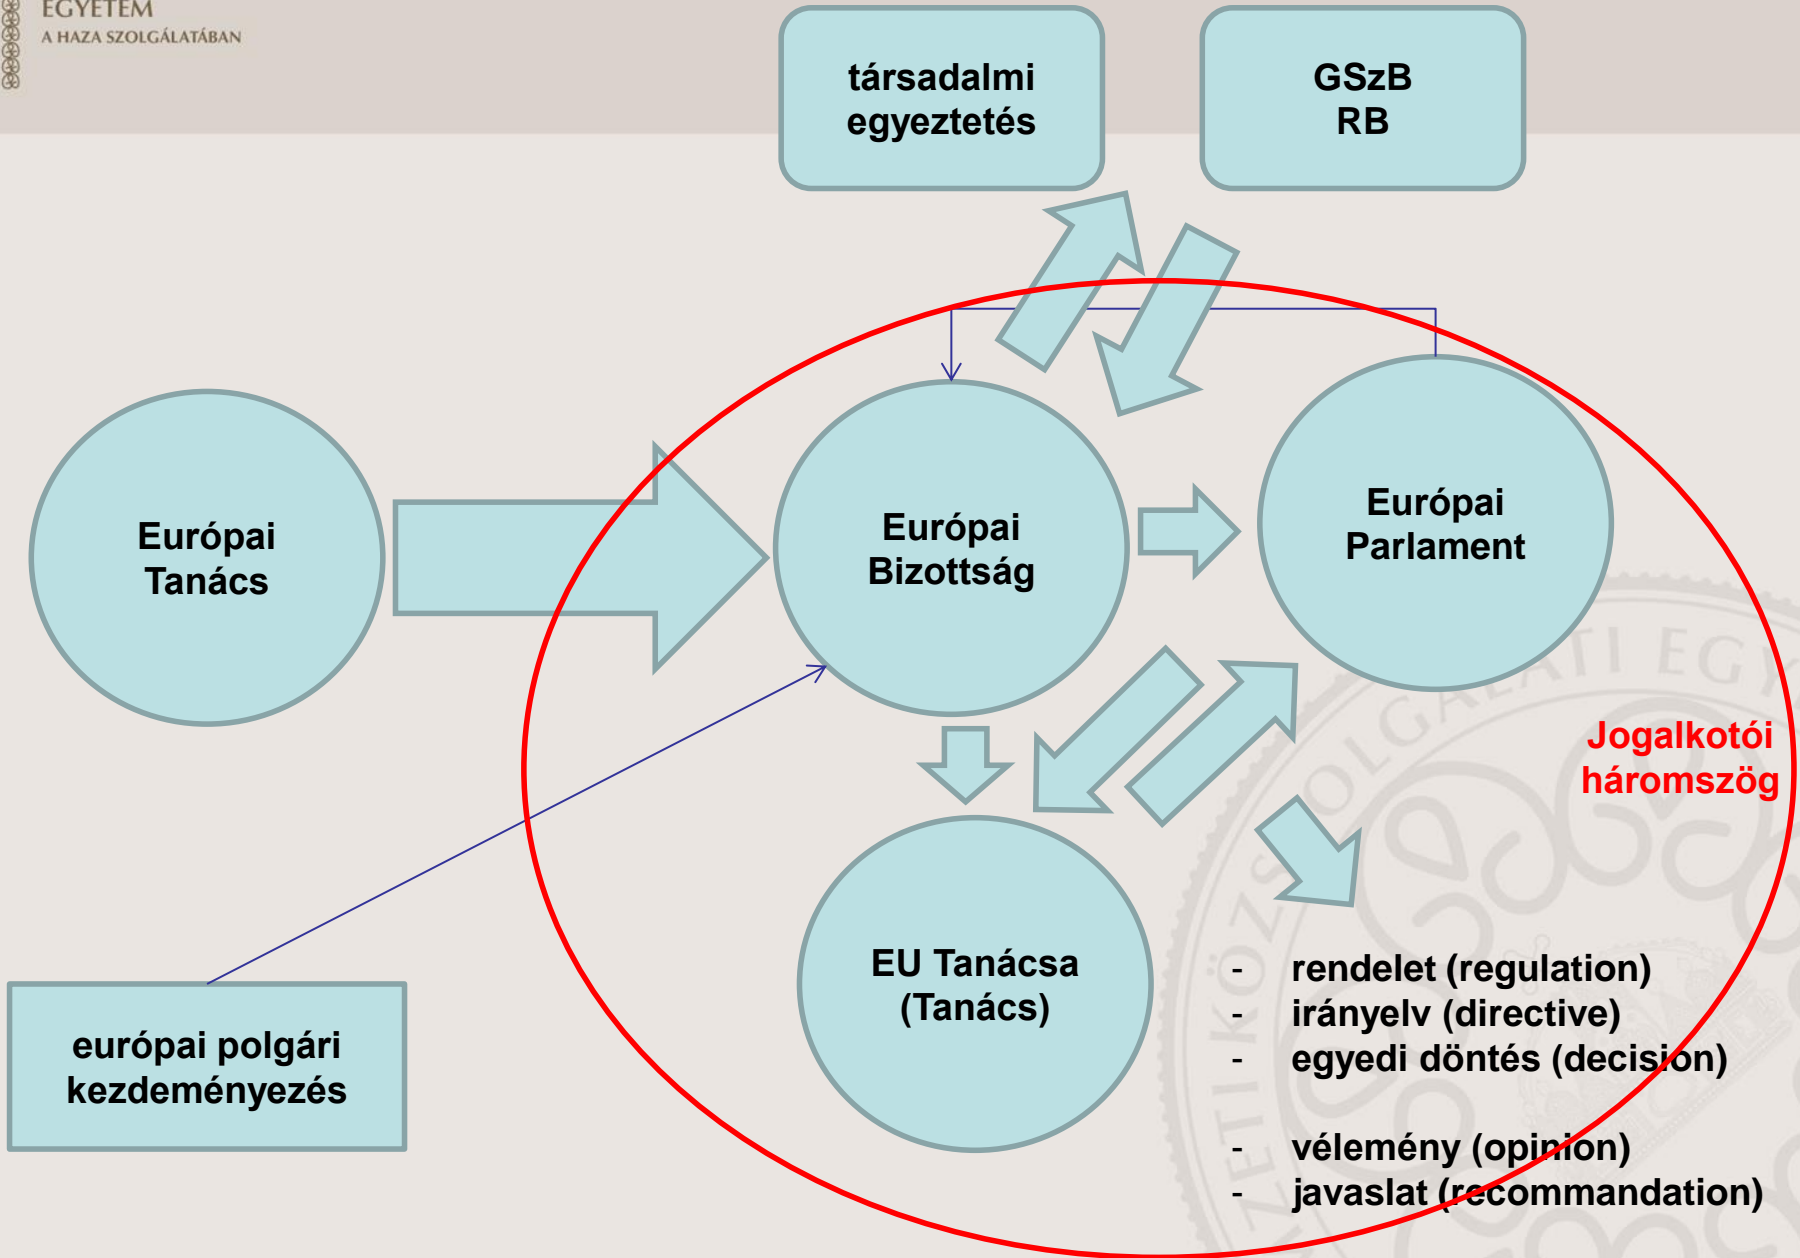 EGYETEM
A HAZA SZOLGÁLATÁBAN
társadalmi
egyeztetés
GSzB
RB
Európai
Tanács
Európai
Bizottság
Európai
Parlament
Jogalkotói
háromszög
EU Tanácsa
(Tanács)
európai polgári
kezdeményezés
- rendelet (regulation)
- irányelv (directive)
- egyedi döntés (decision)
- vélemény (opinion)
- javaslat (recommandation)